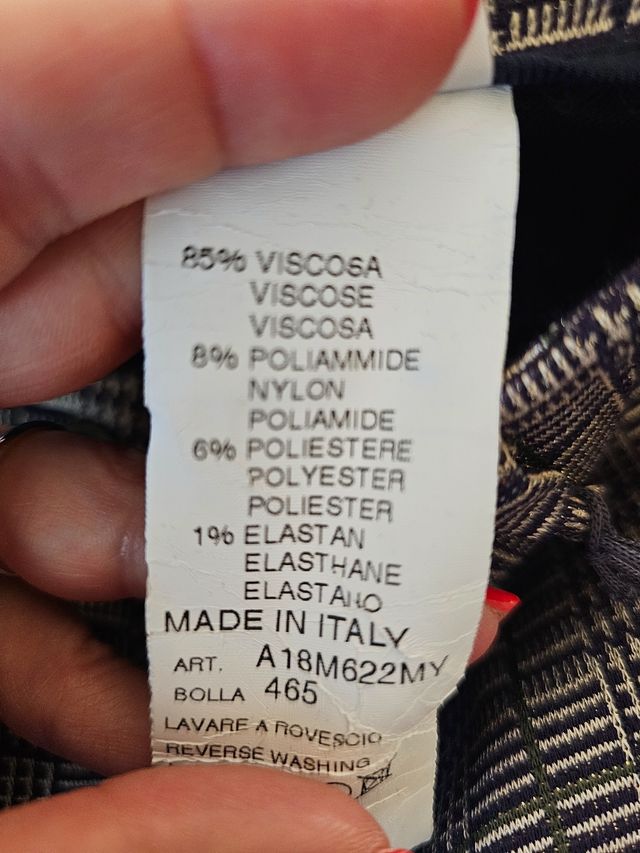 85% VISCOSA
VISCOSE
VISCOSA
8% POLIAMMIDE
NYLON
POLIAMIDE
6% POLIESTERE
POLYESTER
POLIESTER
1% ELASTAN
ELASTHANE
ELASTANO
MADE IN ITALY
ART. A18M622MY
BOLLA 465
LAVARE A ROVESCIO
REVERSE WASHING